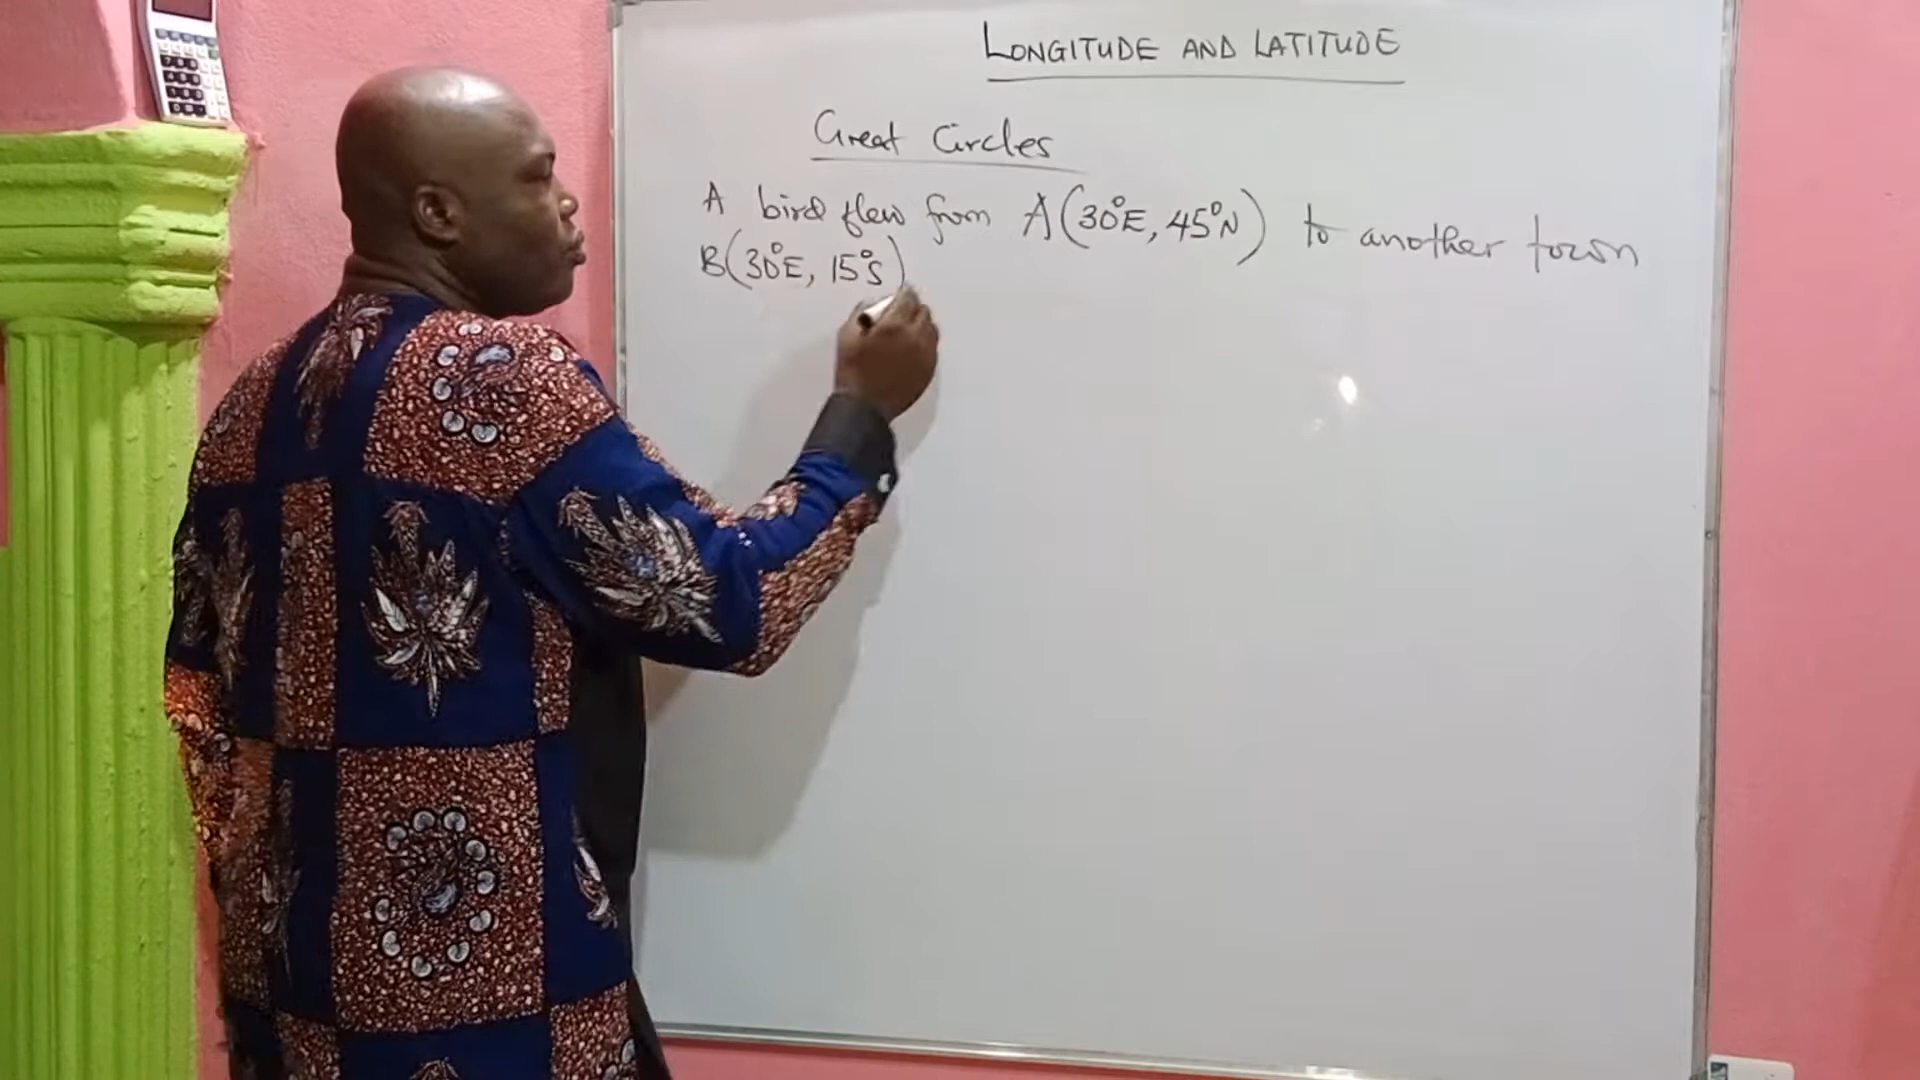 LONGITUDE AND LATITUDE
Great Circles
A bird flew from A(30°E, 45°N) to another town
B(30°E, 15°S)